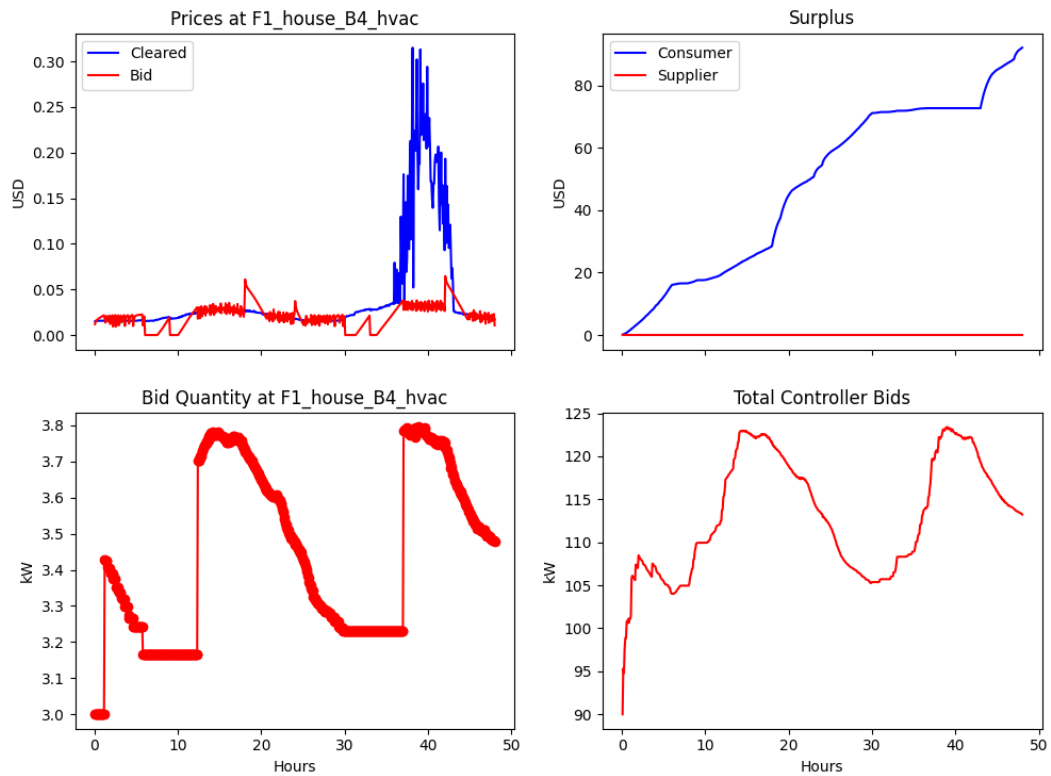 Prices at F1_house_B4_hvac
Cleared
Bid
USD
0.30
0.25
0.20
0.15
0.10
0.05
0.00
Surplus
Consumer
Supplier
USD
80
60
40
20
0
Bid Quantity at F1_house_B4_hvac
kW
3.8
3.7
3.6
3.5
3.4
3.3
3.2
3.1
3.0
0 10 20 30 40 50
Hours
Total Controller Bids
kW
125
120
115
110
105
100
95
90
0 10 20 30 40 50
Hours